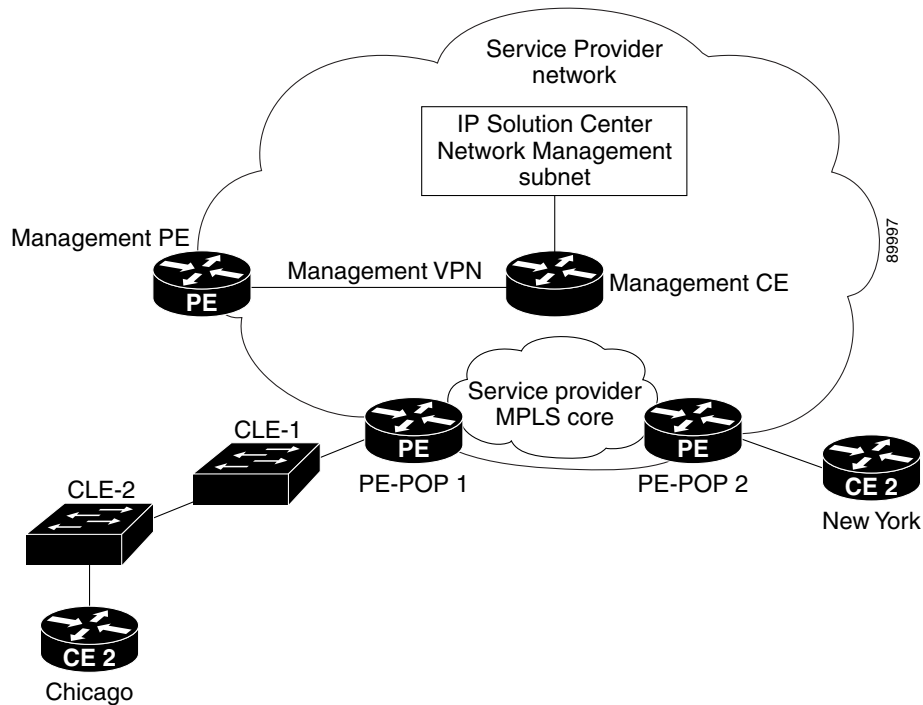 Service Provider
network
IP Solution Center
Network Management
subnet
89997
Management PE
PE
Management VPN
Management CE
Service provider
MPLS core
PE
PE-POP 1
PE
PE-POP 2
CLE-1
CLE-2
CE 2
New York
CE 2
Chicago